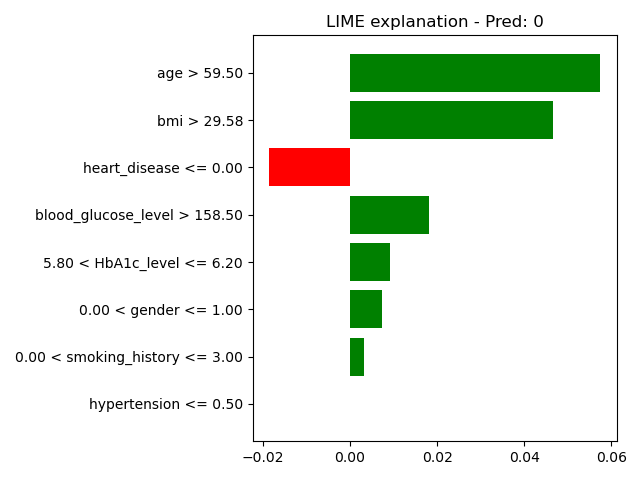 LIME explanation - Pred: 0
age > 59.50
bmi > 29.58
heart_disease <= 0.00
blood_glucose_level > 158.50
5.80 < HbA1c_level <= 6.20
0.00 < gender <= 1.00
0.00 < smoking_history <= 3.00
hypertension <= 0.50
−0.02 0.00 0.02 0.04 0.06